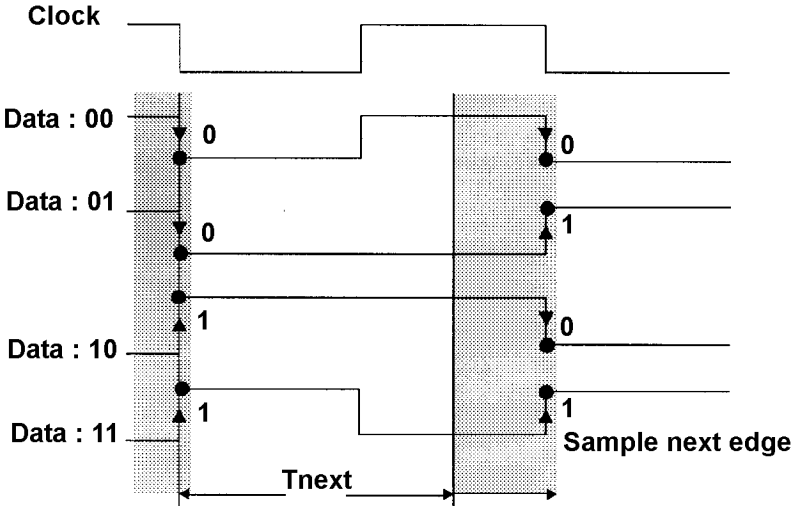 Clock
Data : 00
0
0
Data : 01
0
1
1
0
Data : 10
1
1
Data : 11
Sample next edge
Tnext